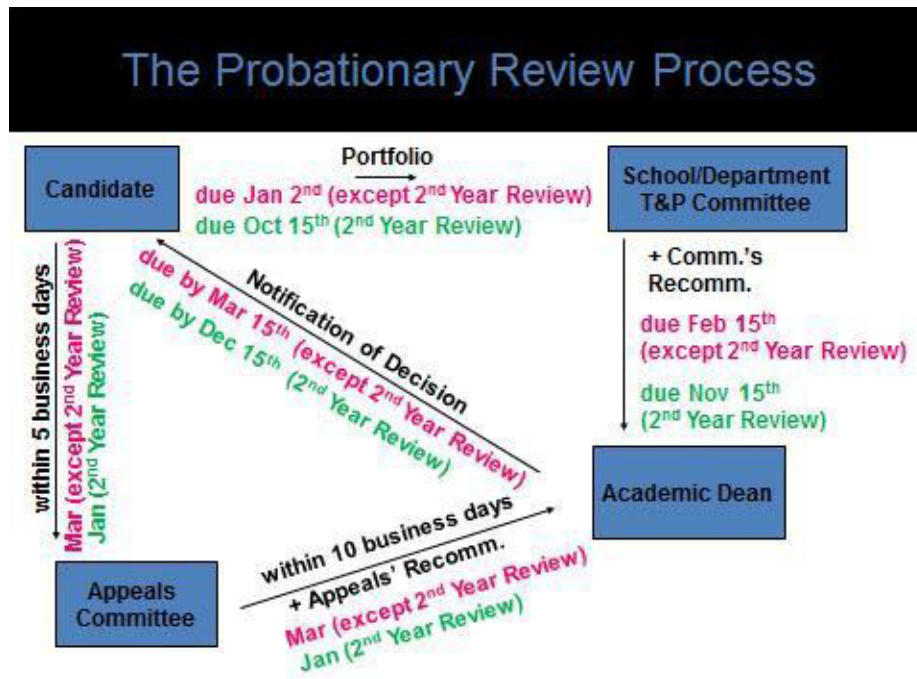 The Probationary Review Process
Candidate
Portfolio
due Jan 2nd (except 2nd Year Review)
due Oct 15th (2nd Year Review)
School/Department
T&P Committee
+ Comm.'s
Recomm.
due Feb 15th
(except 2nd Year Review)
due Nov 15th
(2nd Year Review)
Academic Dean
Notification of Decision
due by Mar 15th (except 2nd Year Review)
due by Dec 15th (2nd Year Review)
within 5 business days
Mar (except 2nd Year Review)
Jan (2nd Year Review)
Appeals
Committee
within 10 business days
+ Appeals' Recomm.
Mar (except 2nd Year Review)
Jan (2nd Year Review)